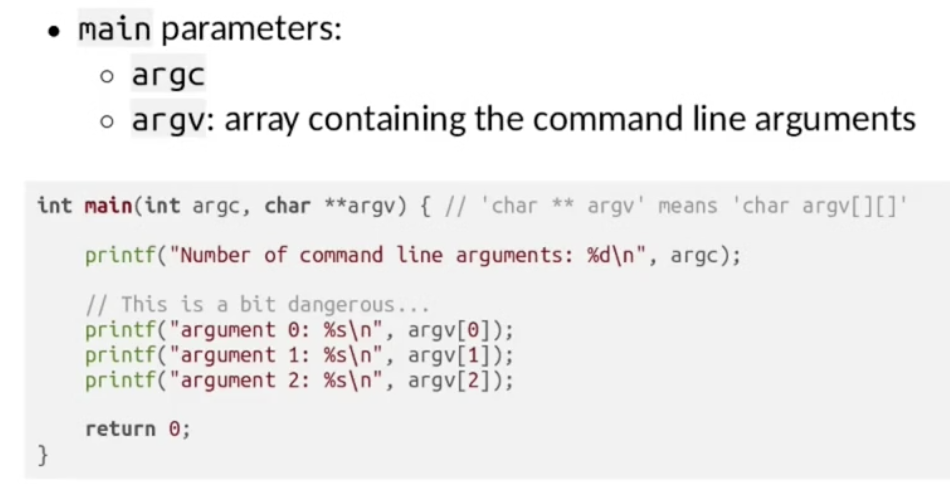 • main parameters:
○ argc
○ argv: array containing the command line arguments
int main(int argc, char **argv) { // 'char ** argv' means 'char argv[][]'
printf("Number of command line arguments: %d\n", argc);
// This is a bit dangerous...
printf("argument 0: %s\n", argv[0]);
printf("argument 1: %s\n", argv[1]);
printf("argument 2: %s\n", argv[2]);
return 0;
}